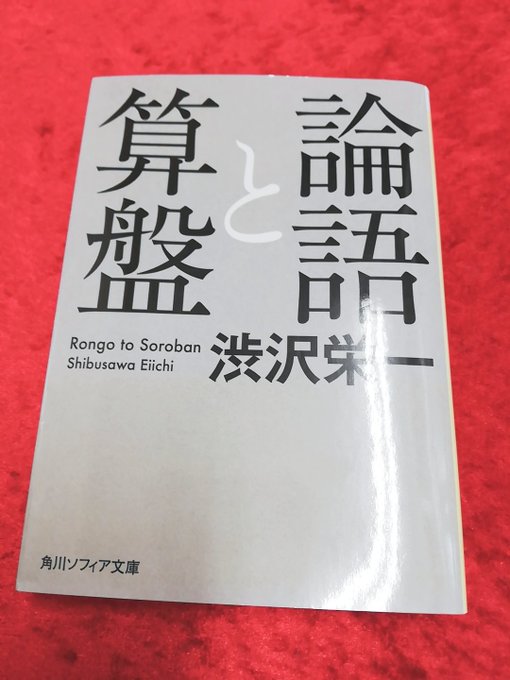 論語
と
算盤
Rongo to Soroban
Shibusawa Eiichi
渋沢栄一
角川ソフィア文庫